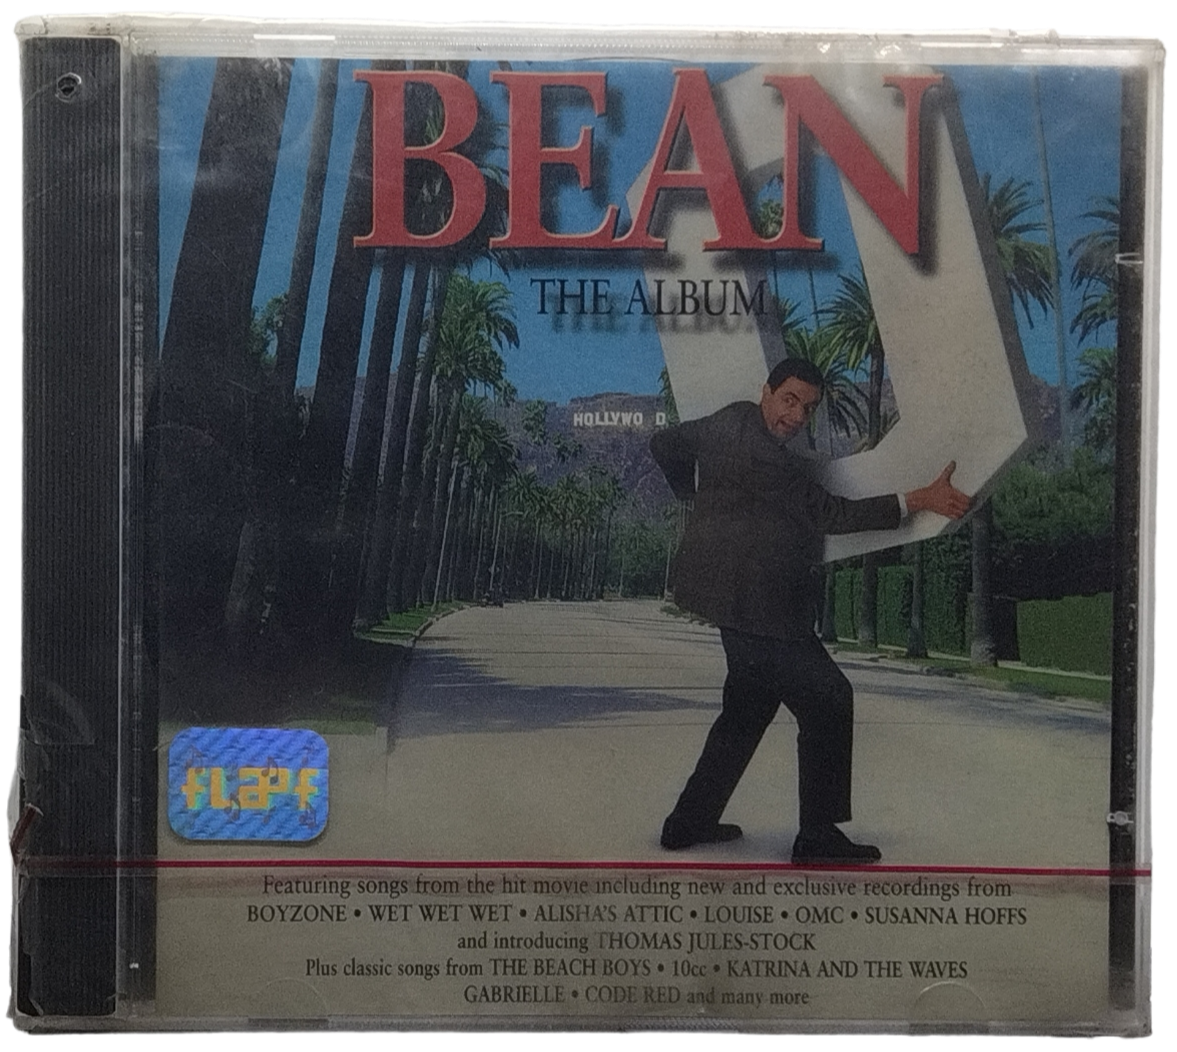 BEAN
THE ALBUM
HOLLYWO D
FLAPF
Featuring songs from the hit movie including new and exclusive recordings from
BOYZONE • WET WET WET • ALISHA'S ATTIC • LOUISE • OMC • SUSANNA HOFFS
and introducing THOMAS JULES-STOCK
Plus classic songs from THE BEACH BOYS • 10cc • KATRINA AND THE WAVES
GABRIELLE • CODE RED and many more